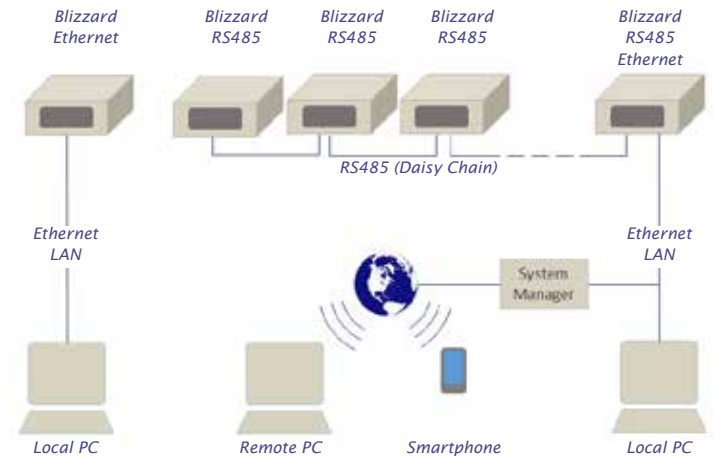 Blizzard
Ethernet
Blizzard
RS485
Blizzard
RS485
Blizzard
RS485
Blizzard
RS485
Ethernet
RS485 (Daisy Chain)
Ethernet
LAN
Ethernet
LAN
System
Manager
Local PC
Remote PC
Smartphone
Local PC